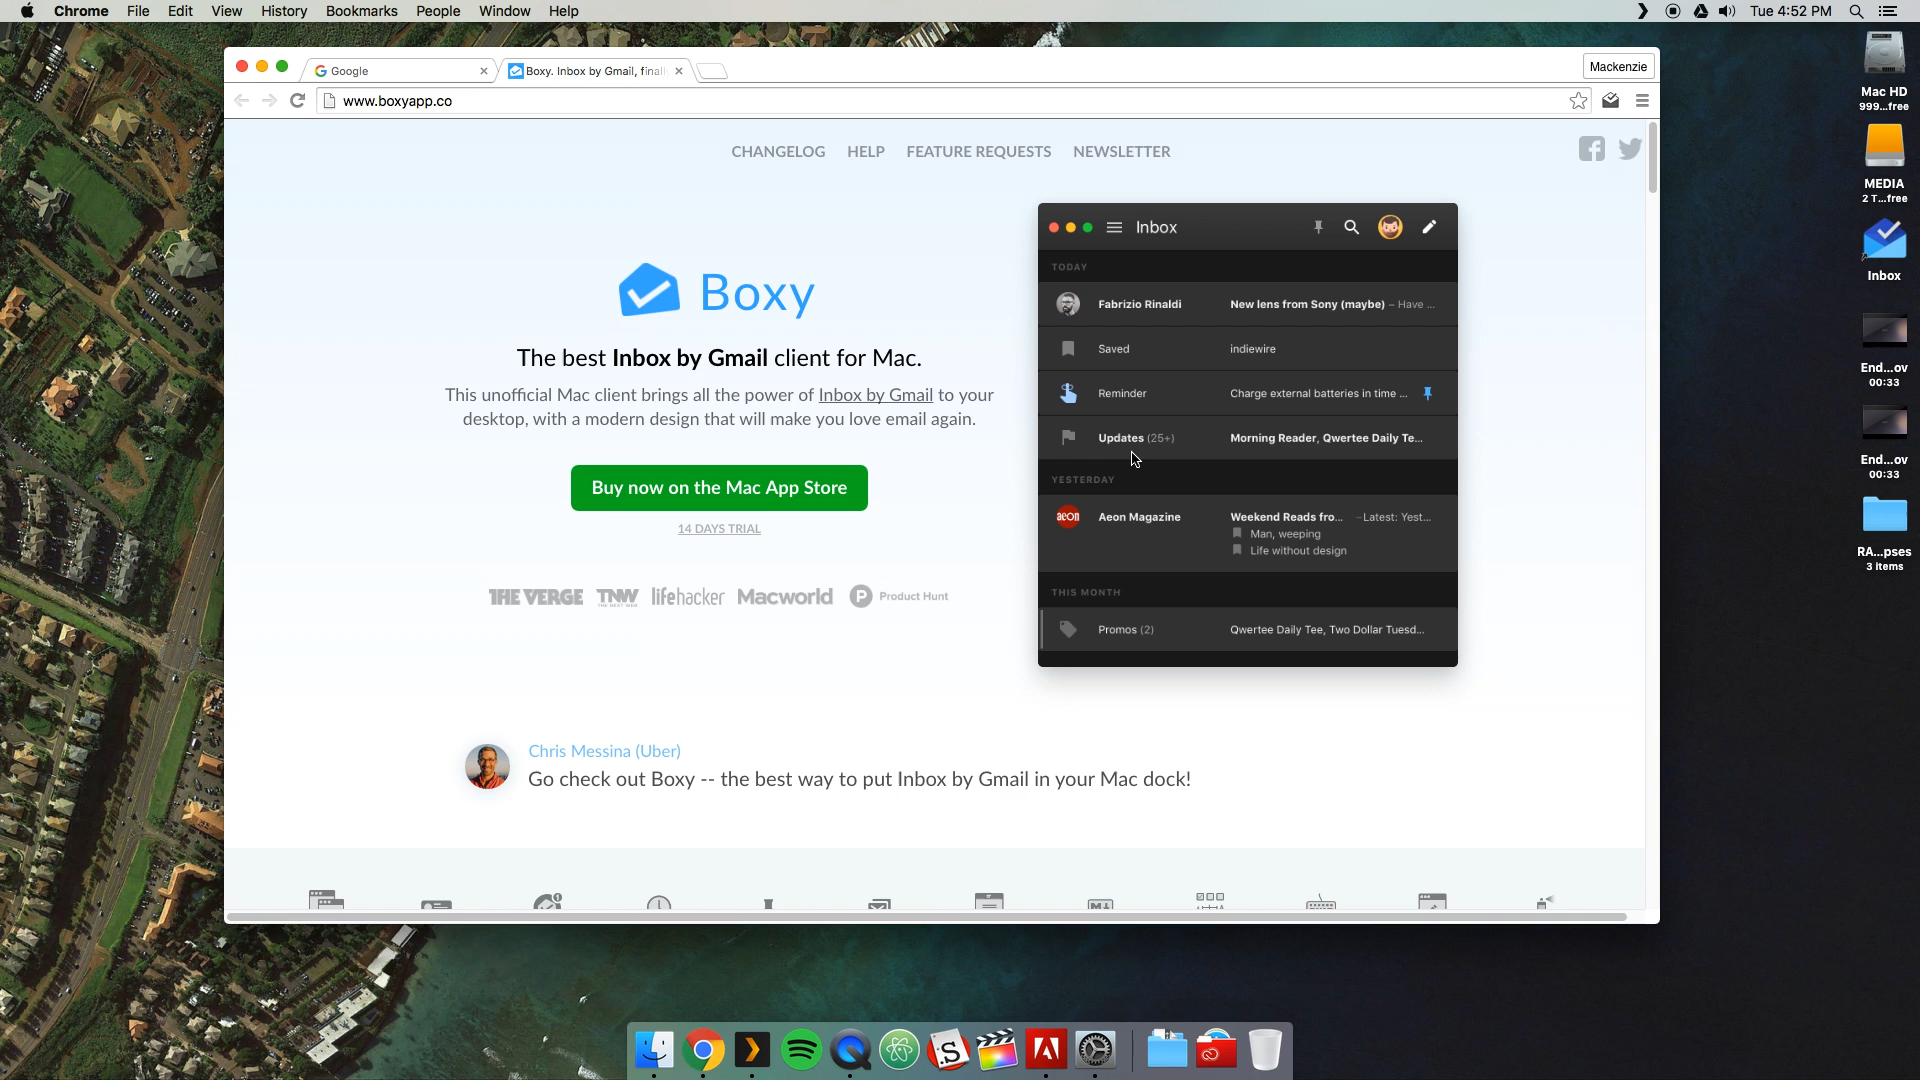 Chrome File Edit View History Bookmarks People Window Help
Tue 4:52 PM
Google
Boxy. Inbox by Gmail, finall
Mackenzie
www.boxyapp.co
CHANGELOG HELP FEATURE REQUESTS NEWSLETTER
Boxy
The best Inbox by Gmail client for Mac.
This unofficial Mac client brings all the power of Inbox by Gmail to your
desktop, with a modern design that will make you love email again.
Buy now on the Mac App Store
14 DAYS TRIAL
THE VERGE TNW lifehacker Macworld P Product Hunt
THE NEXT WEB
Inbox
TODAY
Fabrizio Rinaldi New lens from Sony (maybe) – Have ...
Saved indiewire
Reminder Charge external batteries in time ...
Updates (25+) Morning Reader, Qwertee Daily Te...
YESTERDAY
aeon Aeon Magazine Weekend Reads fro... – Latest: Yest...
Man, weeping
Life without design
THIS MONTH
Promos (2) Qwertee Daily Tee, Two Dollar Tuesd...
Chris Messina (Uber)
Go check out Boxy -- the best way to put Inbox by Gmail in your Mac dock!
Mac HD
999...free
MEDIA
2 T...free
Inbox
End...ov
00:33
End...ov
00:33
RA...pses
3 items